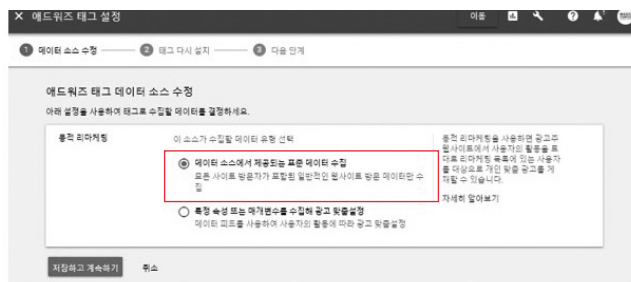 × 애드워즈 태그 설정
이동
1 데이터 소스 수정
2 태그 다시 설치
3 다음 단계
애드워즈 태그 데이터 소스 수정
아래 설정을 사용하여 태그로 수집할 데이터를 결정하세요.
동적 리마케팅
이 소스가 수집할 데이터 유형 선택
데이터 소스에서 제공되는 표준 데이터 수집
모든 사이트 방문자가 포함된 일반적인 웹사이트 방문 데이터만 수
집
특정 속성 또는 매개변수를 수집해 광고 맞춤설정
데이터 피드를 사용하여 사용자의 활동에 따라 광고 맞춤설정
동적 리마케팅을 사용하면 광고주
웹사이트에서 사용자의 활동을 토
대로 리마케팅 목록에 있는 사용자
를 대상으로 개인 맞춤 광고를 게
재할 수 있습니다.
자세히 알아보기
저장하고 계속하기
취소